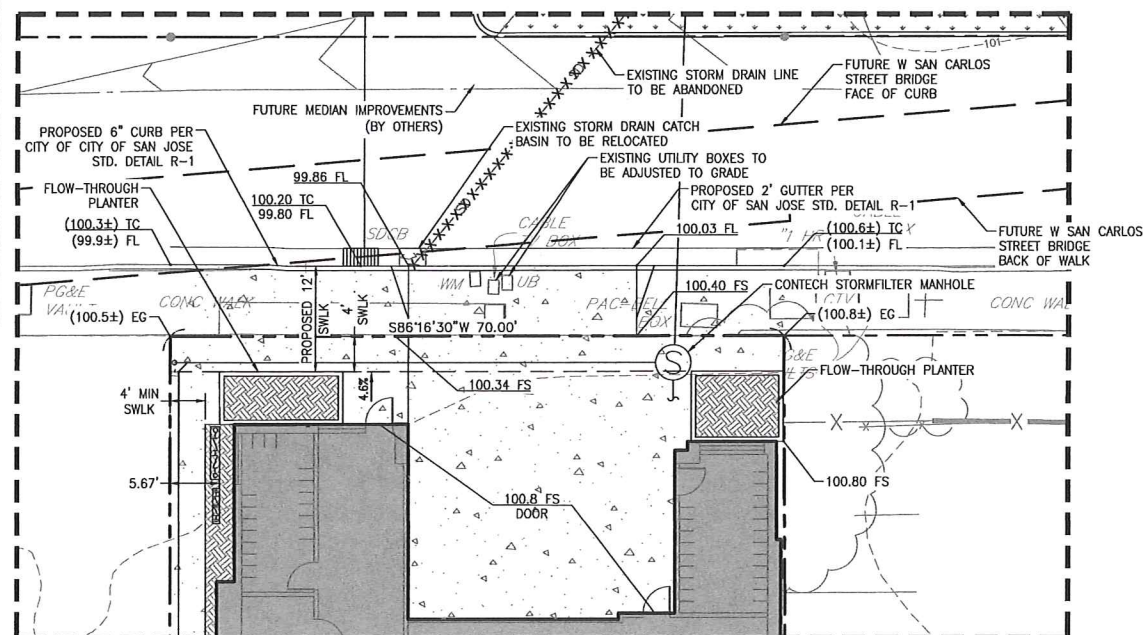 101
EXISTING STORM DRAIN LINE
TO BE ABANDONED
FUTURE W SAN CARLOS
STREET BRIDGE
FACE OF CURB
FUTURE MEDIAN IMPROVEMENTS
(BY OTHERS)
PROPOSED 6" CURB PER
CITY OF CITY OF SAN JOSE
STD. DETAIL R-1
EXISTING STORM DRAIN CATCH
BASIN TO BE RELOCATED
EXISTING UTILITY BOXES TO
BE ADJUSTED TO GRADE
FLOW-THROUGH
PLANTER
99.86 FL
100.20 TC
99.80 FL
PROPOSED 2' GUTTER PER
CITY OF SAN JOSE STD. DETAIL R-1
(100.3±) TC
(99.9±) FL
SDCB
CABLE
BOX
100.03 FL
(100.6±) TC
(100.1±) FL
FUTURE W SAN CARLOS
STREET BRIDGE
BACK OF WALK
WM
UB
PG&E
CONC WALK
PAC-BELL
BOX
100.40 FS
CONTECH STORMFILTER MANHOLE
CTV
CONC WAL
(100.5±) EG
PROPOSED 12'
SWLK
4'
SWLK
S86°16'30"W 70.00'
(100.8±) EG
S
FLOW-THROUGH PLANTER
4' MIN
SWLK
4.6%
100.34 FS
X
X
5.67'
100.8 FS
DOOR
100.80 FS